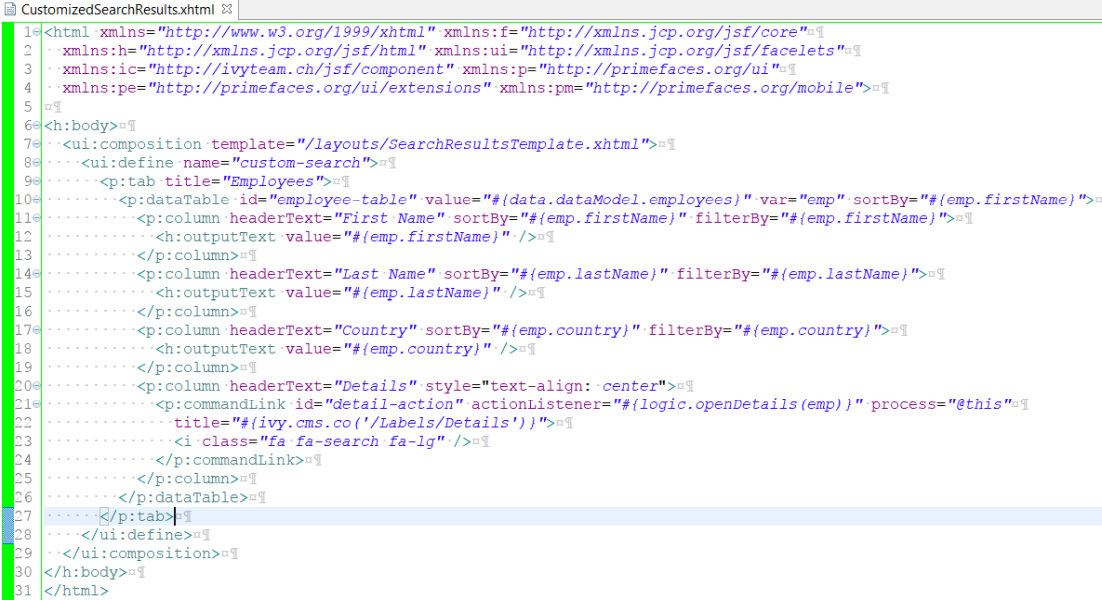 CustomizedSearchResults.xhtml
1 <html xmlns="http://www.w3.org/1999/xhtml" xmlns:f="http://xmlns.jcp.org/jsf/core"
2   xmlns:h="http://xmlns.jcp.org/jsf/html" xmlns:ui="http://xmlns.jcp.org/jsf/facelets"
3   xmlns:ic="http://ivyteam.ch/jsf/component" xmlns:p="http://primefaces.org/ui"
4   xmlns:pe="http://primefaces.org/ui/extensions" xmlns:pm="http://primefaces.org/mobile">
5
6 <h:body>
7   <ui:composition template="/layouts/SearchResultsTemplate.xhtml">
8     <ui:define name="custom-search">
9       <p:tab title="Employees">
10         <p:dataTable id="employee-table" value="#{data.dataModel.employees}" var="emp" sortBy="#{emp.firstName}">
11           <p:column headerText="First Name" sortBy="#{emp.firstName}" filterBy="#{emp.firstName}">
12             <h:outputText value="#{emp.firstName}" />
13           </p:column>
14           <p:column headerText="Last Name" sortBy="#{emp.lastName}" filterBy="#{emp.lastName}">
15             <h:outputText value="#{emp.lastName}" />
16           </p:column>
17           <p:column headerText="Country" sortBy="#{emp.country}" filterBy="#{emp.country}">
18             <h:outputText value="#{emp.country}" />
19           </p:column>
20           <p:column headerText="Details" style="text-align: center">
21             <p:commandLink id="detail-action" actionListener="#{logic.openDetails(emp)}" process="@this"
22               title="#{ivy.cms.co('/Labels/Details')}">
23               <i class="fa fa-search fa-lg" />
24             </p:commandLink>
25           </p:column>
26         </p:dataTable>
27       </p:tab>
28     </ui:define>
29   </ui:composition>
30 </h:body>
31 </html>